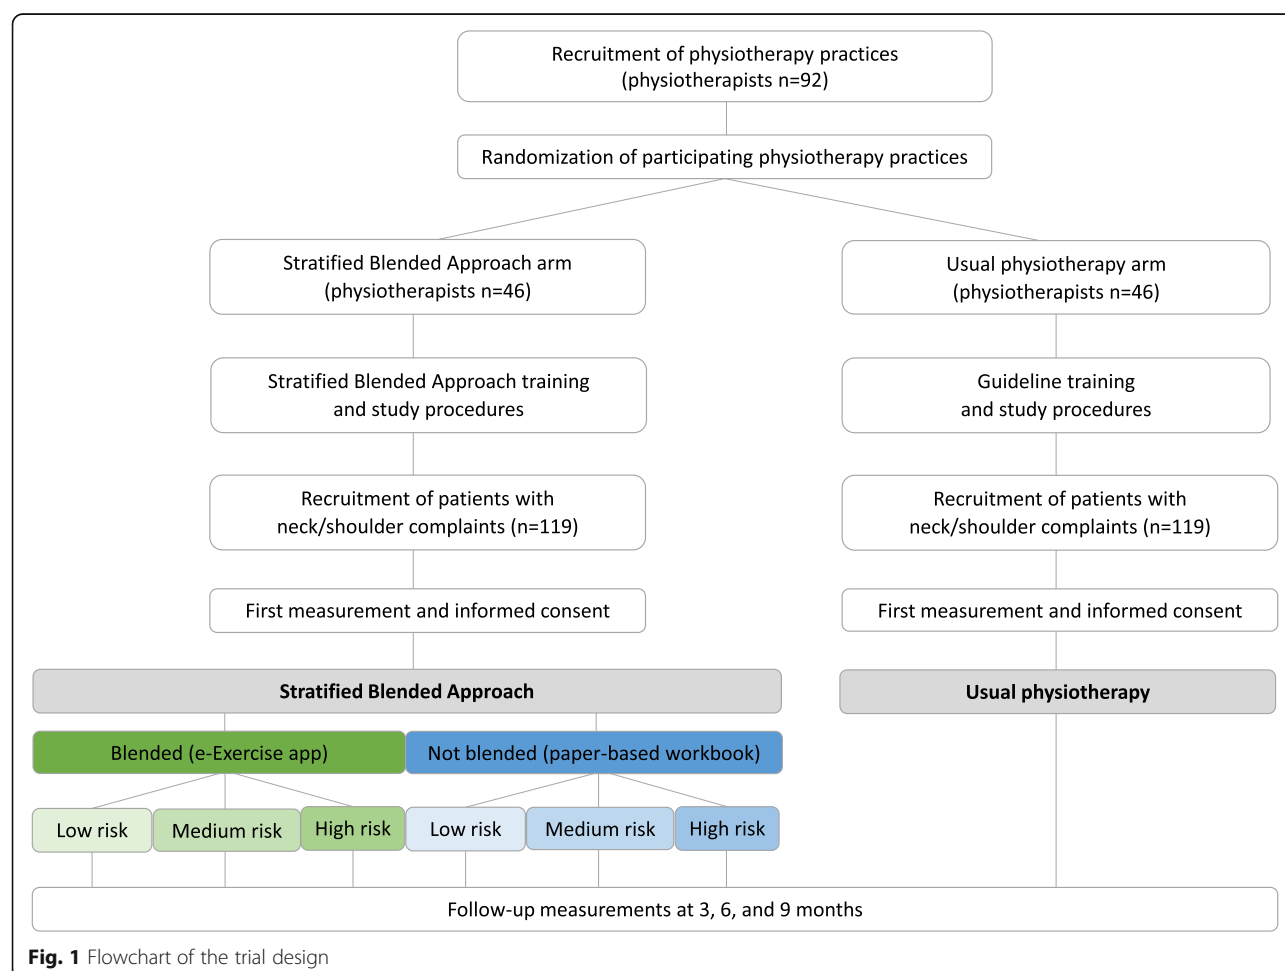 Recruitment of physiotherapy practices
(physiotherapists n=92)
Randomization of participating physiotherapy practices
Stratified Blended Approach arm
(physiotherapists n=46)
Usual physiotherapy arm
(physiotherapists n=46)
Stratified Blended Approach training
and study procedures
Guideline training
and study procedures
Recruitment of patients with
neck/shoulder complaints (n=119)
Recruitment of patients with
neck/shoulder complaints (n=119)
First measurement and informed consent
First measurement and informed consent
Stratified Blended Approach
Usual physiotherapy
Blended (e-Exercise app)
Not blended (paper-based workbook)
Low risk
Medium risk
High risk
Low risk
Medium risk
High risk
Follow-up measurements at 3, 6, and 9 months
Fig. 1 Flowchart of the trial design